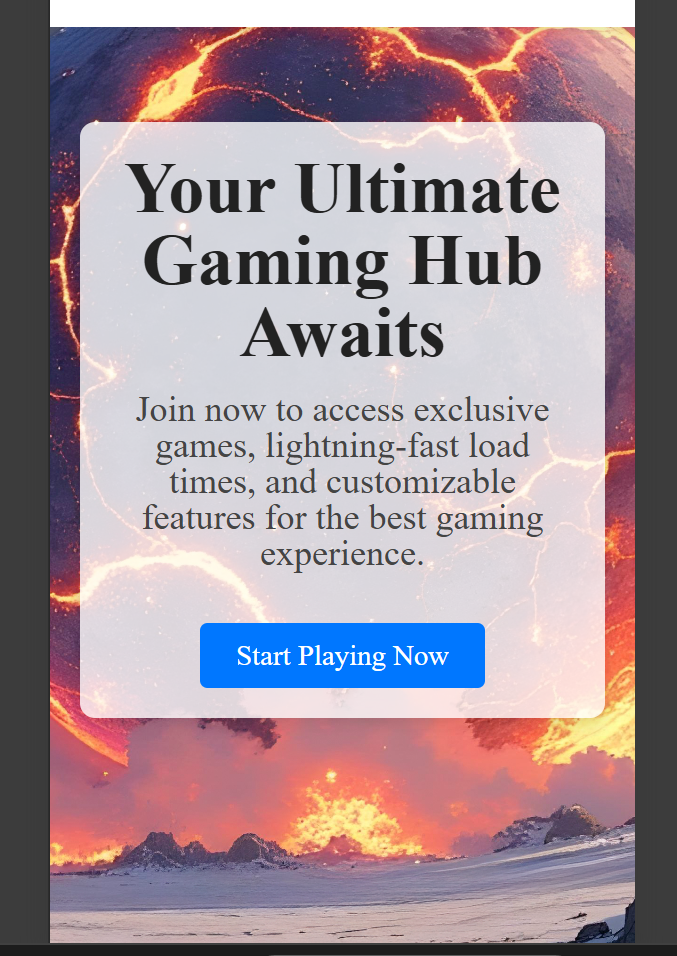 Your Ultimate
Gaming Hub
Awaits
Join now to access exclusive
games, lightning-fast load
times, and customizable
features for the best gaming
experience.
Start Playing Now